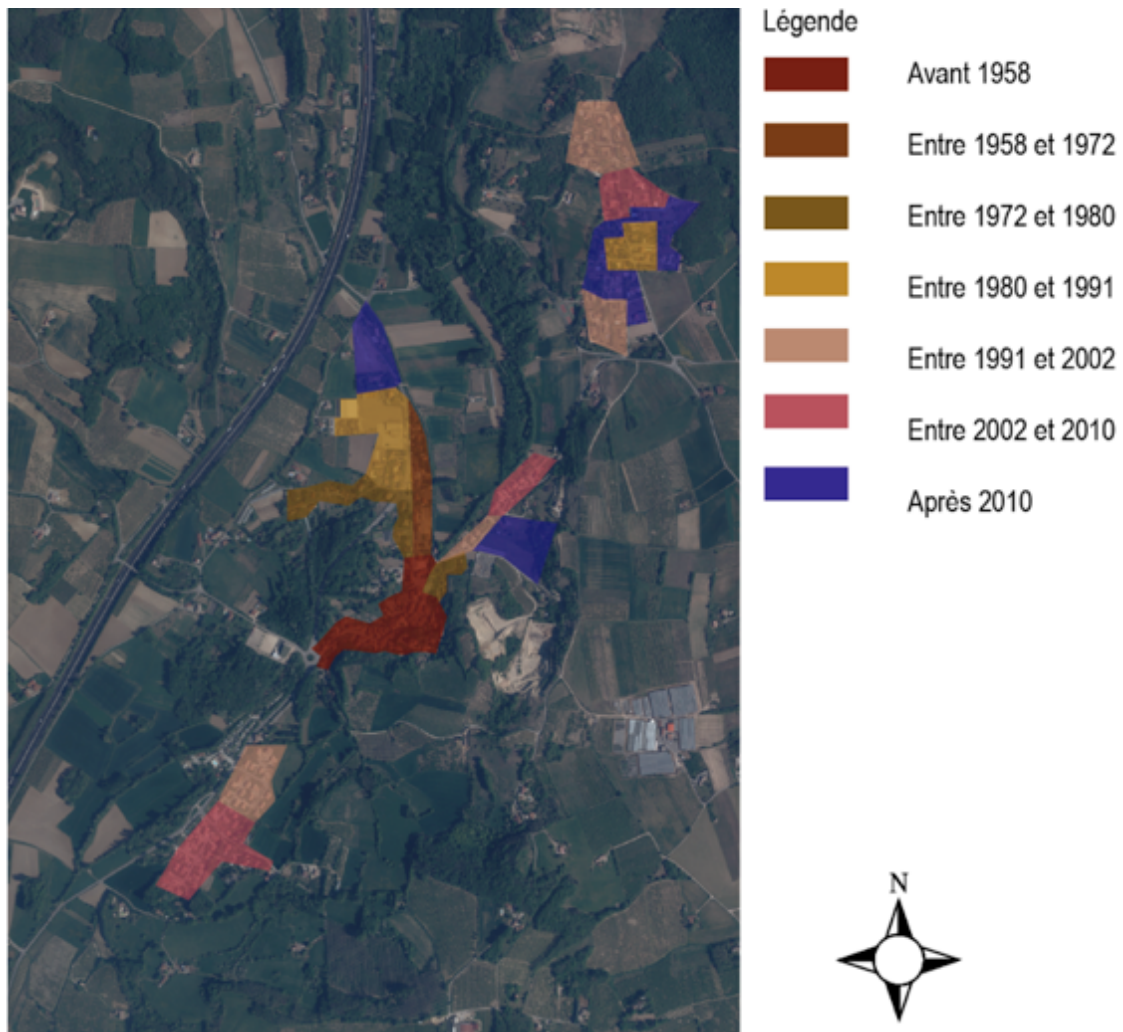 Légende
Avant 1958
Entre 1958 et 1972
Entre 1972 et 1980
Entre 1980 et 1991
Entre 1991 et 2002
Entre 2002 et 2010
Après 2010
N